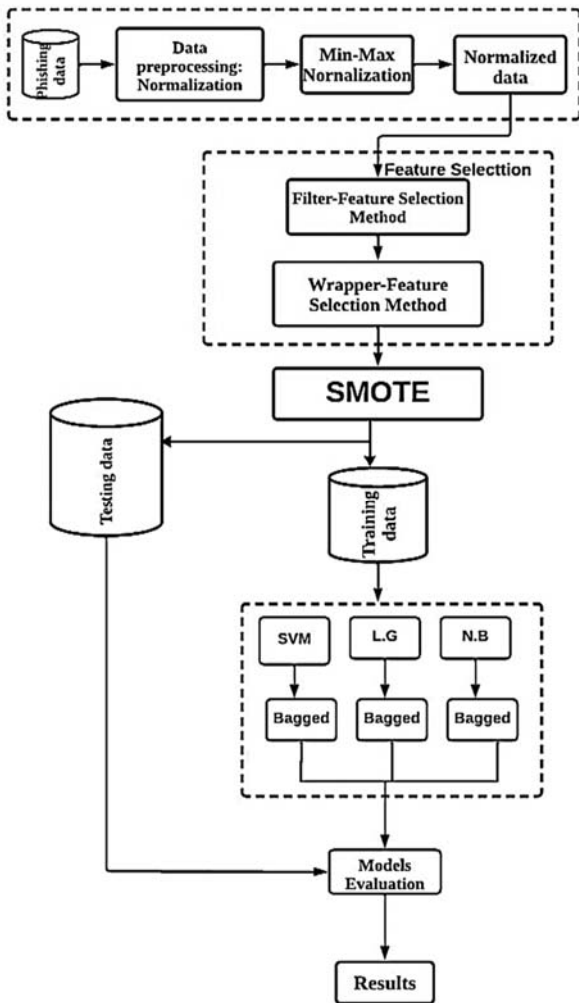 Phishing
data
Data
preprocessing:
Normalization
Min-Max
Nornalization
Normalized
data
Feature Selecttion
Filter-Feature Selection
Method
Wrapper-Feature
Selection Method
SMOTE
Testing data
Training
data
SVM
L.G
N.B
Bagged
Bagged
Bagged
Models
Evaluation
Results